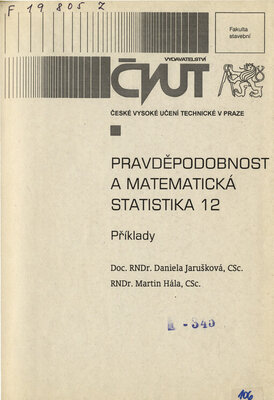 F 19 805 Z
Fakulta
stavební
VYDAVATELSTVÍ
ČVUT
ČESKÉ VYSOKÉ UČENÍ TECHNICKÉ V PRAZE
PRAVDĚPODOBNOST
A MATEMATICKÁ
STATISTIKA 12
Příklady
Doc. RNDr. Daniela Jarušková, CSc.
RNDr. Martin Hála, CSc.
106